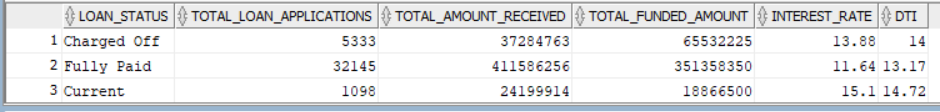 LOAN_STATUS TOTAL_LOAN_APPLICATIONS TOTAL_AMOUNT_RECEIVED TOTAL_FUNDED_AMOUNT INTEREST_RATE DTI
1 Charged Off 5333 37284763 65532225 13.88 14
2 Fully Paid 32145 411586256 351358350 11.64 13.17
3 Current 1098 24199914 18866500 15.1 14.72